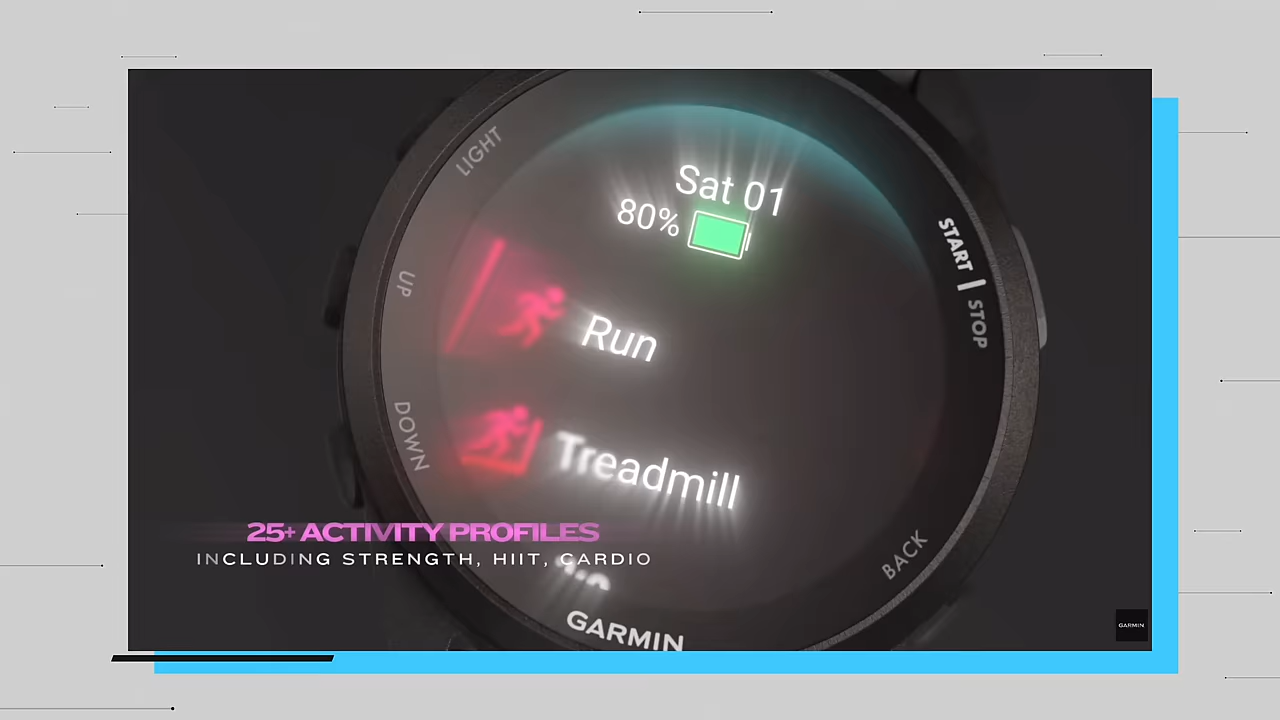 LIGHT
Sat 01
80%
START | STOP
UP
Run
DOWN
Treadmill
25+ ACTIVITY PROFILES
INCLUDING STRENGTH, HIIT, CARDIO
BACK
GARMIN
GARMIN